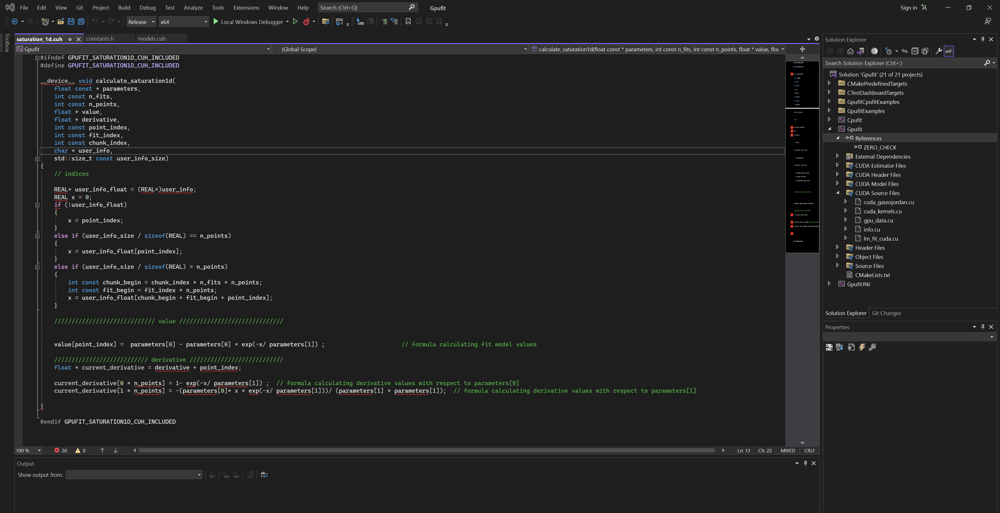 File Edit View Git Project Build Debug Test Analyze Tools Extensions Window Help Search (Ctrl+Q) Gpufit Sign in
Release x64 Local Windows Debugger
Toolbox
saturation_1d.cuh constants.h models.cuh
Gpufit (Global Scope) calculate_saturation1d(float const * parameters, int const n_fits, int const n_points, float * value, floa
#ifndef GPUFIT_SATURATION1D_CUH_INCLUDED
#define GPUFIT_SATURATION1D_CUH_INCLUDED
__device__ void calculate_saturation1d(
float const * parameters,
int const n_fits,
int const n_points,
float * value,
float * derivative,
int const point_index,
int const fit_index,
int const chunk_index,
char * user_info,
std::size_t const user_info_size)
{
// indices
REAL* user_info_float = (REAL*)user_info;
REAL x = 0;
if (!user_info_float)
{
x = point_index;
}
else if (user_info_size / sizeof(REAL) == n_points)
{
x = user_info_float[point_index];
}
else if (user_info_size / sizeof(REAL) > n_points)
{
int const chunk_begin = chunk_index * n_fits * n_points;
int const fit_begin = fit_index * n_points;
x = user_info_float[chunk_begin + fit_begin + point_index];
}
///////////////////////////// value //////////////////////////////
value[point_index] =  parameters[0] - parameters[0] * exp(-x/ parameters[1]) ; // formula calculating fit model values
/////////////////////////// derivative ///////////////////////////
float * current_derivative = derivative + point_index;
current_derivative[0 * n_points] = 1- exp(-x/ parameters[1]) ;  // formula calculating derivative values with respect to parameters[0]
current_derivative[1 * n_points] = -(parameters[0]* x * exp(-x/ parameters[1]))/ (parameters[1] * parameters[1]);  // formula calculating derivative values with respect to parameters[1]
}
#endif GPUFIT_SATURATION1D_CUH_INCLUDED
100 % 20 0 Ln: 13 Ch: 22 MIXED CRLF
Output
Show output from:
Solution Explorer
Search Solution Explorer (Ctrl+:)
Solution 'Gpufit' (21 of 21 projects)
CMakePredefinedTargets
CTestDashboardTargets
GpufitCpufitExamples
GpufitExamples
Cpufit
Gpufit
References
ZERO_CHECK
External Dependencies
CUDA Estimator Files
CUDA Header Files
CUDA Model Files
CUDA Source Files
cuda_gaussjordan.cu
cuda_kernels.cu
gpu_data.cu
info.cu
lm_fit_cuda.cu
Header Files
Object Files
Source Files
CMakeLists.txt
GpufitJNI
Solution Explorer Git Changes
Properties